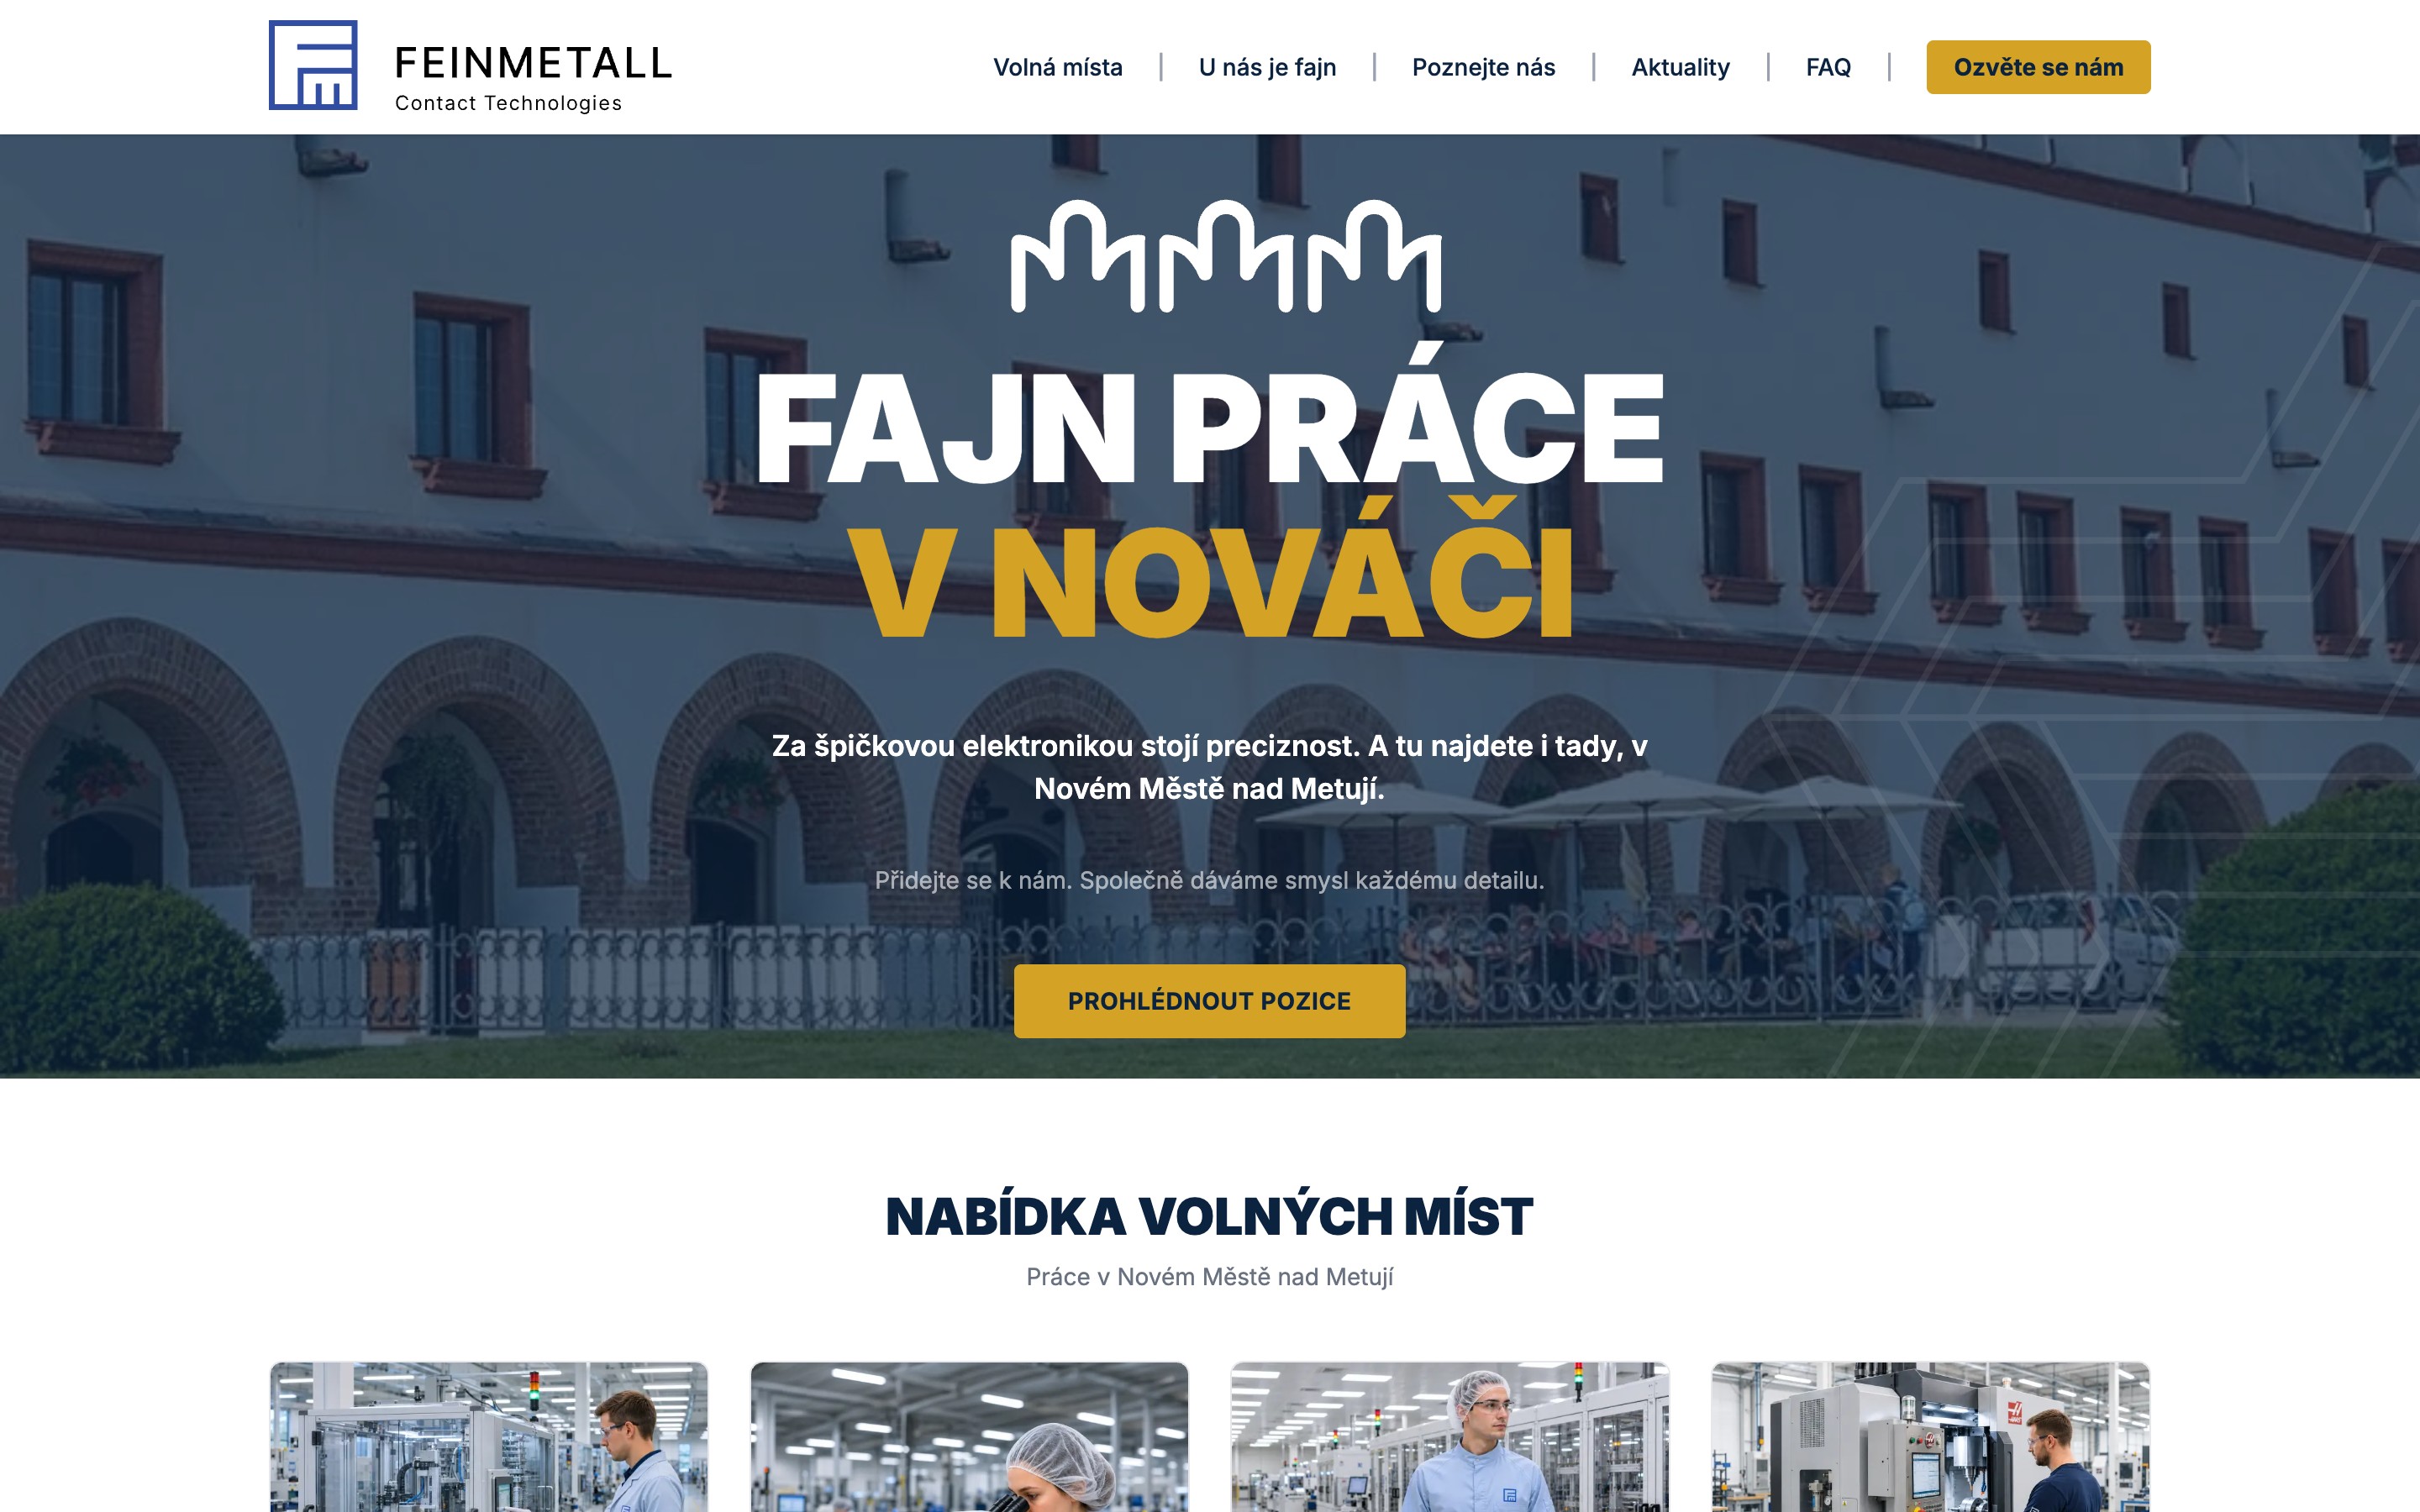 FEINMETALL
Contact Technologies
Volná místa
U nás je fajn
Poznejte nás
Aktuality
FAQ
Ozvěte se nám
FAJN PRÁCE
V NOVÁČI
Za špičkovou elektronikou stojí preciznost. A tu najdete i tady, v
Novém Městě nad Metují.
Přidejte se k nám. Společně dáváme smysl každému detailu.
PROHLÉDNOUT POZICE
NABÍDKA VOLNÝCH MÍST
Práce v Novém Městě nad Metují